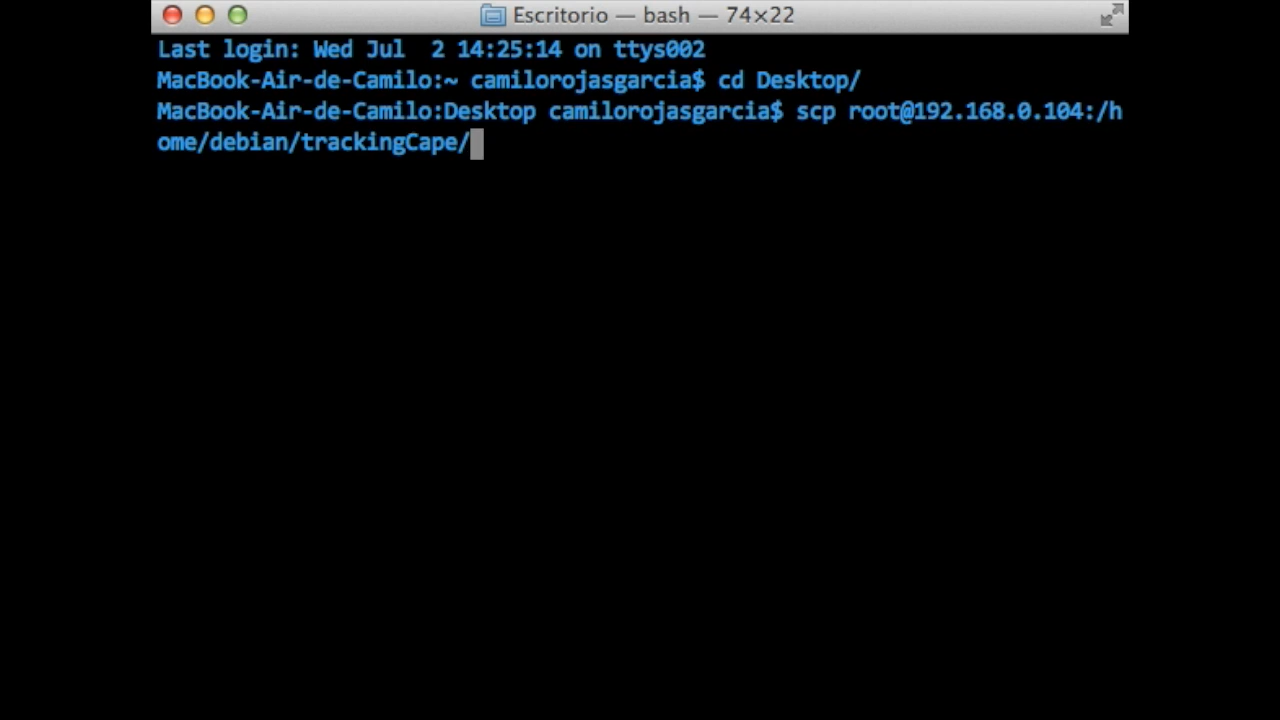 Escritorio — bash — 74×22
Last login: Wed Jul  2 14:25:14 on ttys002
MacBook-Air-de-Camilo:~ camilorojasgarcia$ cd Desktop/
MacBook-Air-de-Camilo:Desktop camilorojasgarcia$ scp root@192.168.0.104:/h
ome/debian/trackingCape/